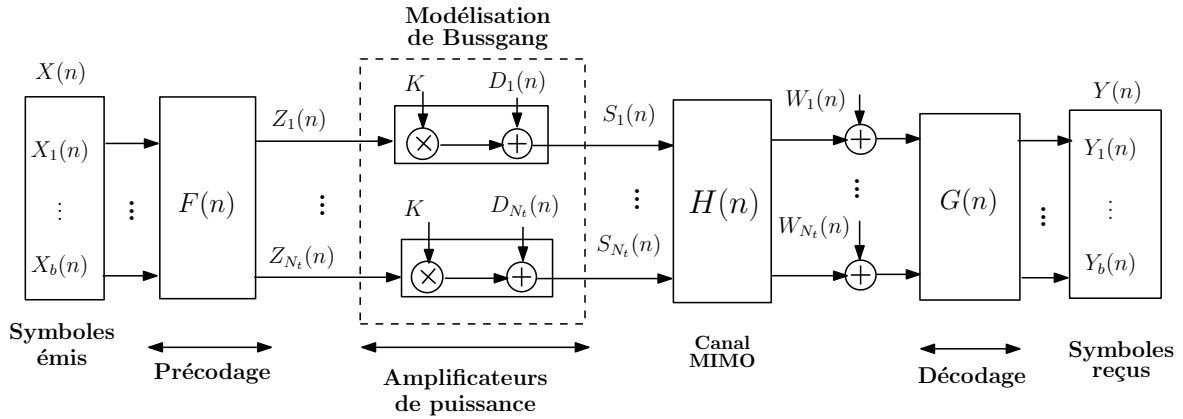 Modélisation
de Bussgang
X(n)
X_1(n)
⋮
X_b(n)
Symboles
émis
⋮
F(n)
Précodage
Z_1(n)
⋮
Z_{N_t}(n)
K
D_1(n)
×
+
K
D_{N_t}(n)
×
+
Amplificateurs
de puissance
S_1(n)
⋮
S_{N_t}(n)
H(n)
Canal
MIMO
W_1(n)
+
⋮
W_{N_t}(n)
+
G(n)
Décodage
⋮
Y(n)
Y_1(n)
⋮
Y_b(n)
Symboles
reçus